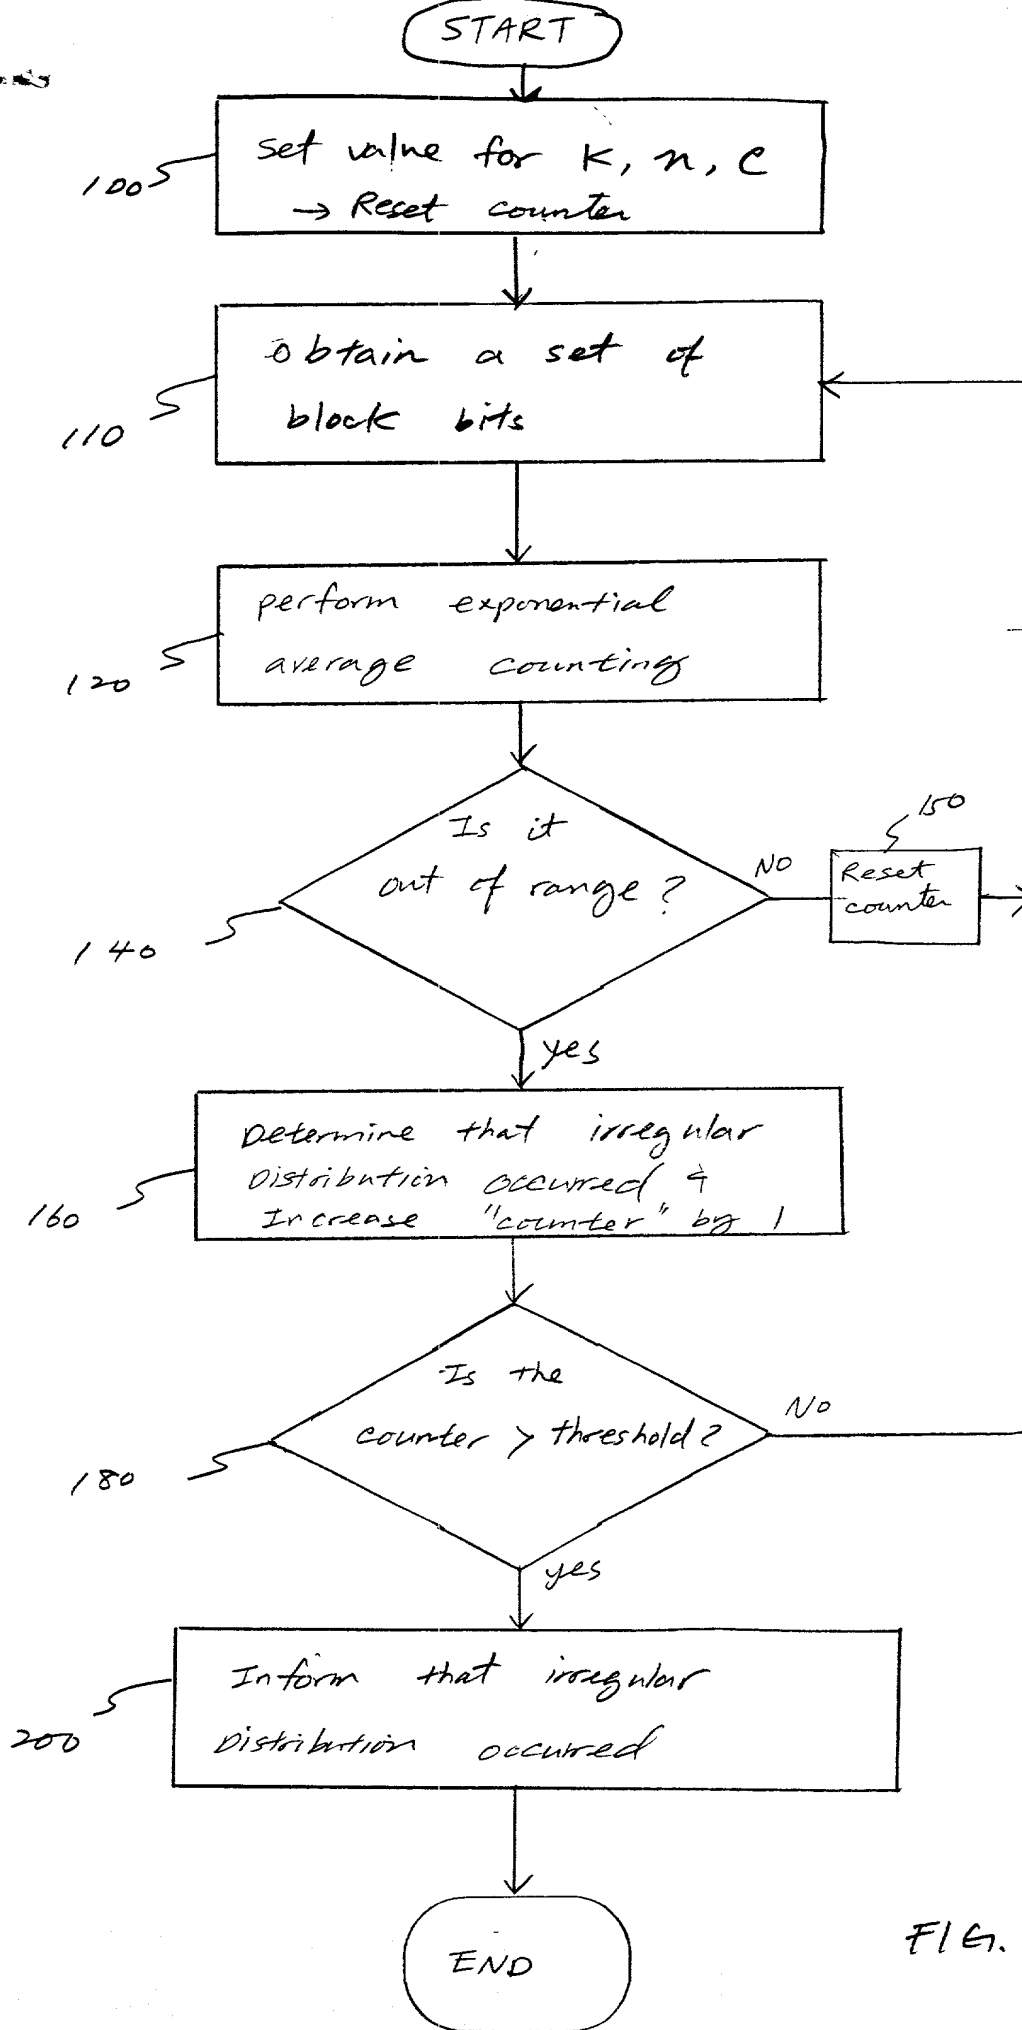 START
Set value for K, n, C
→ Reset counter
100
Obtain a set of
block bits
110
perform exponential
average counting
120
Is it
out of range?
NO
150
Reset
counter
140
yes
Determine that irregular
Distribution occurred &
Increase "counter" by 1
160
Is the
counter > threshold?
NO
180
yes
Inform that irregular
Distribution occurred
200
END
FIG.